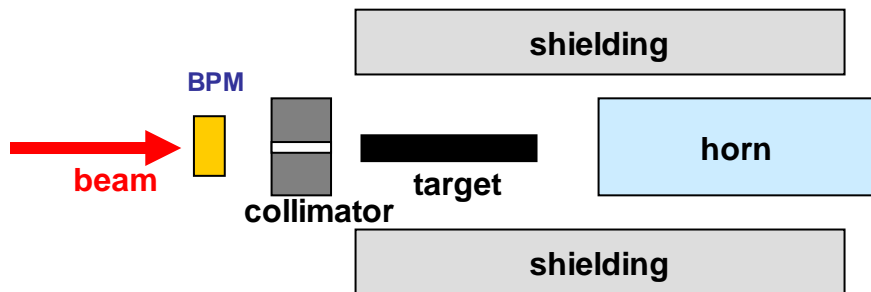 shielding
BPM
beam
collimator
target
horn
shielding